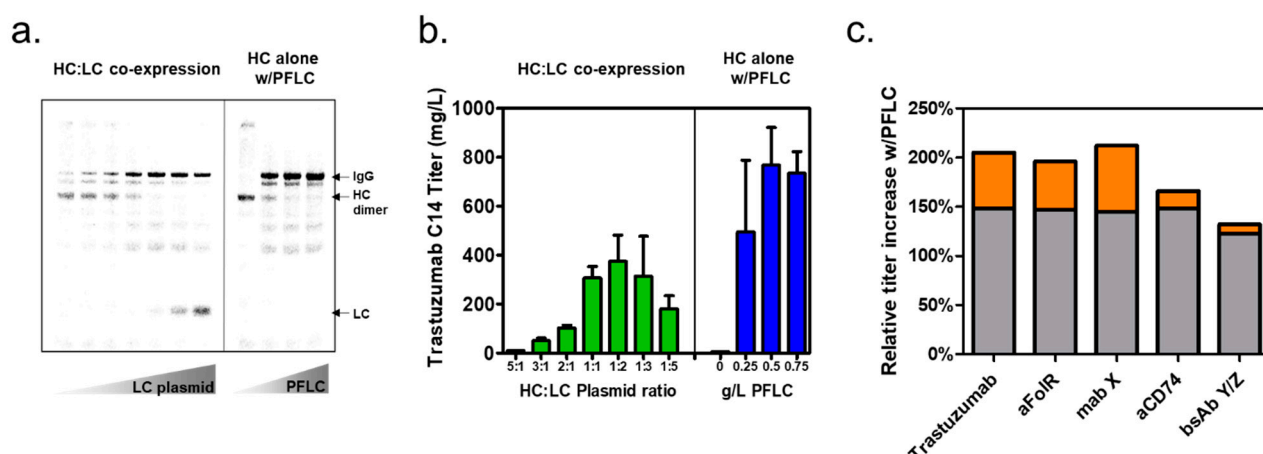 a.
HC:LC co-expression
HC alone
w/PFLC
IgG
HC
dimer
LC
LC plasmid
PFLC
b.
HC:LC co-expression
HC alone
w/PFLC
Trastuzumab C14 Titer (mg/L)
1000
800
600
400
200
0
5:1 3:1 2:1 1:1 1:2 1:3 1:5
0 0.25 0.5 0.75
HC:LC Plasmid ratio
g/L PFLC
c.
Relative titer increase w/PFLC
250%
200%
150%
100%
50%
0%
Trastuzumab
aFolR
mab X
aCD74
bsAb Y/Z